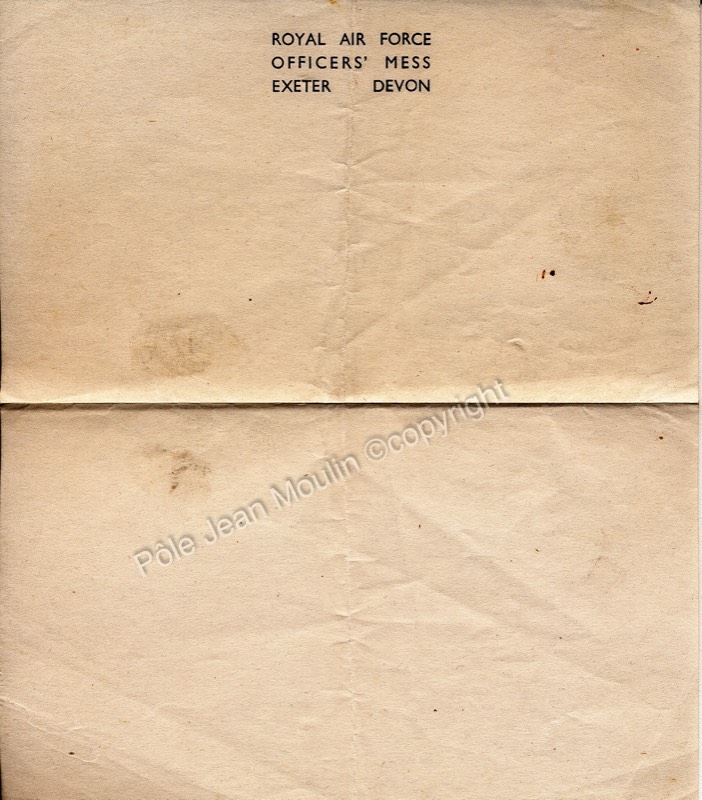 ROYAL AIR FORCE
OFFICERS' MESS
EXETER DEVON
Pôle Jean Moulin ©copyright